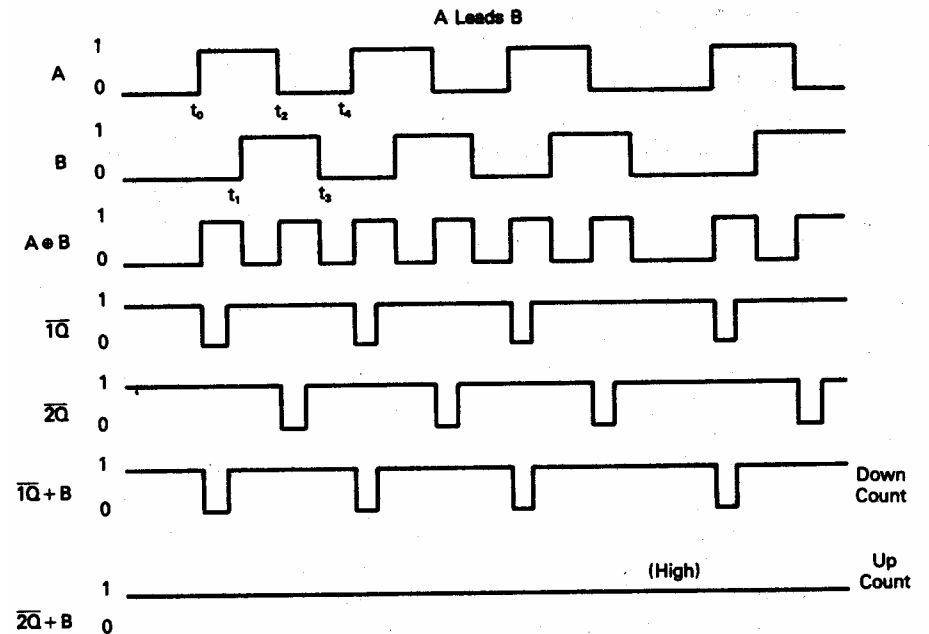 A Leads B
1
A
0
t₀ t₂ t₄
1
B
0
t₁ t₃
1
A ⊕ B
0
1
1Q̅
0
1
2Q̅
0
1
1Q̅ + B
0
Down
Count
(High)
Up
Count
1
2Q̅ + B
0